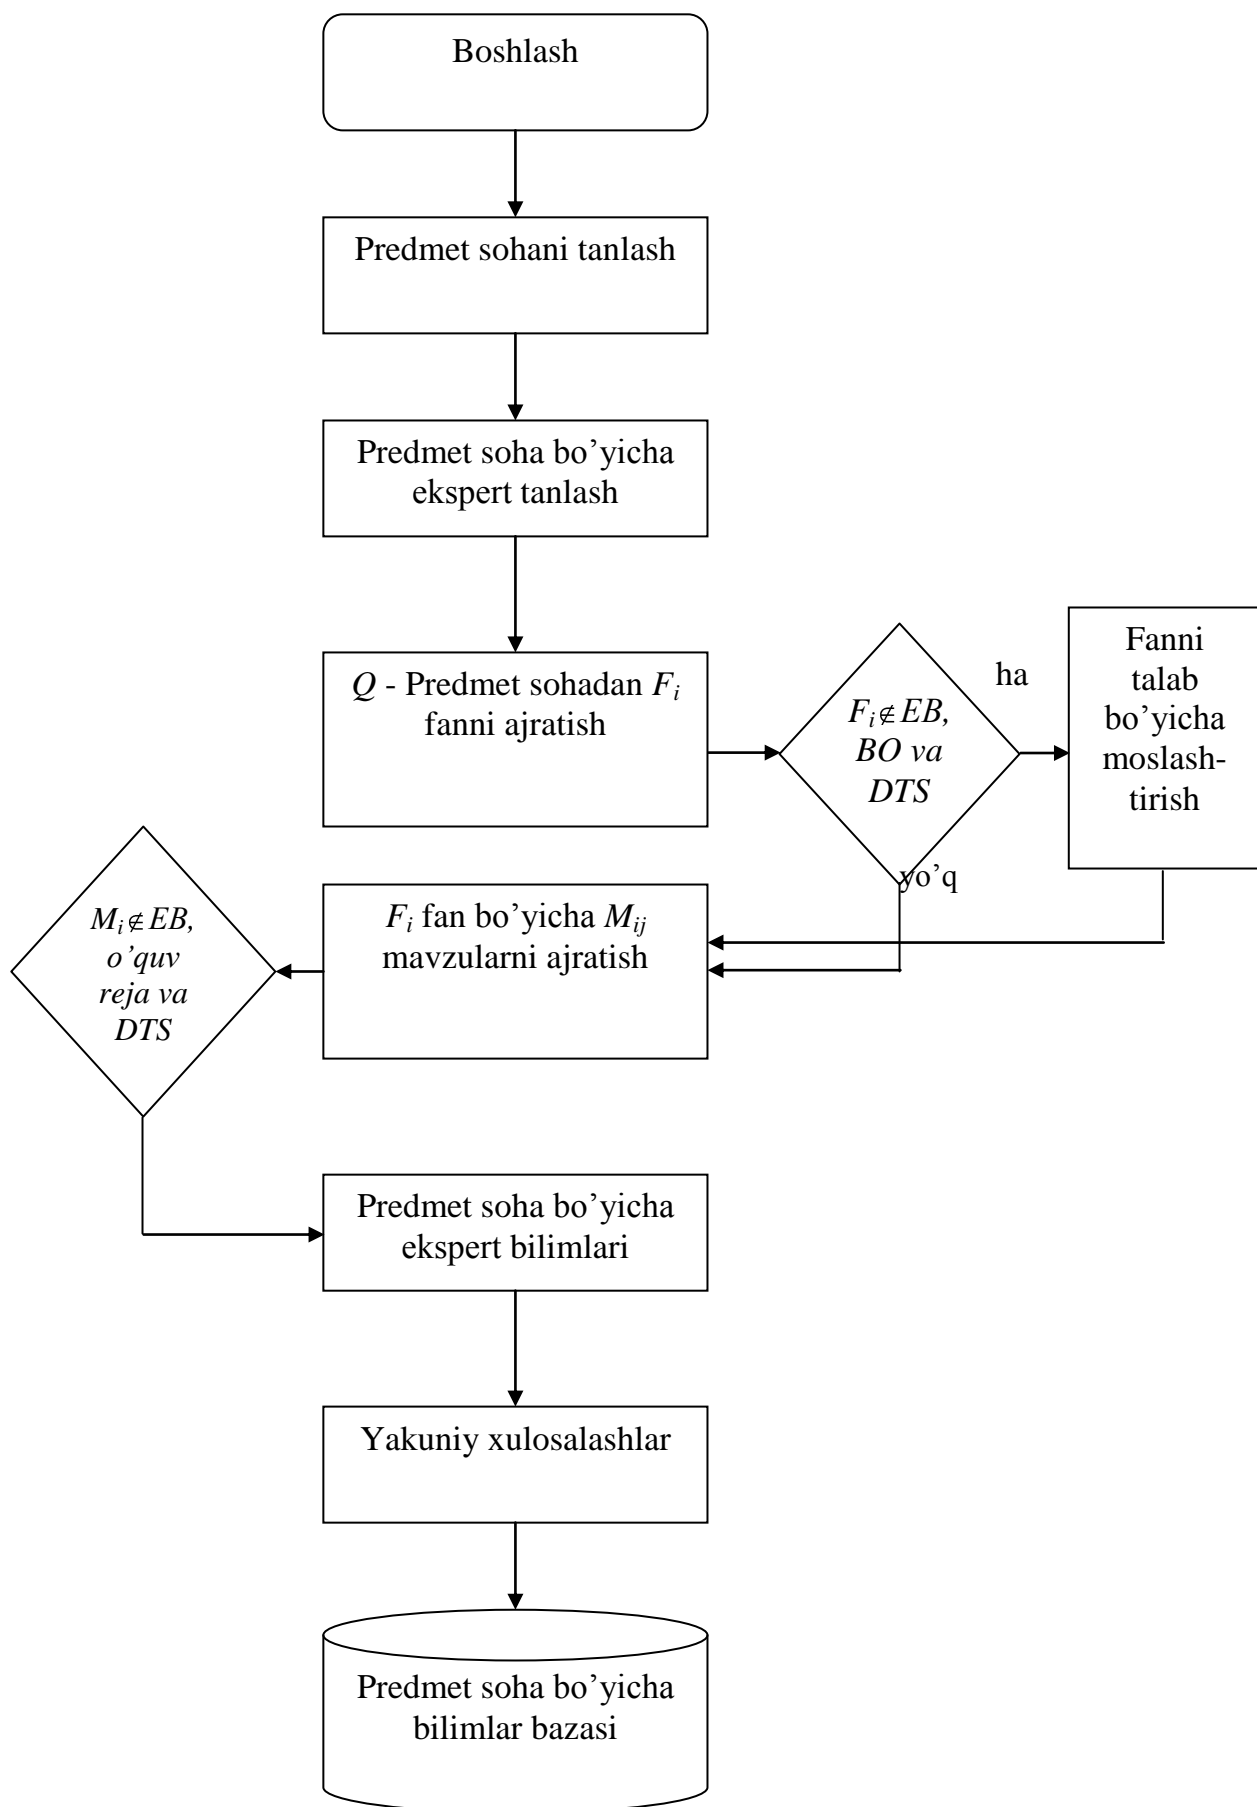 Boshlash
Predmet sohani tanlash
Predmet soha bo’yicha
ekspert tanlash
Q - Predmet sohadan Fi
fanni ajratish
Fi∉EB,
BO va
DTS
ha
Fanni
talab
bo’yicha
moslash-
tirish
yo’q
Fi fan bo’yicha Mij
mavzularni ajratish
Mi∉EB,
o’quv
reja va
DTS
Predmet soha bo’yicha
ekspert bilimlari
Yakuniy xulosalashlar
Predmet soha bo’yicha
bilimlar bazasi